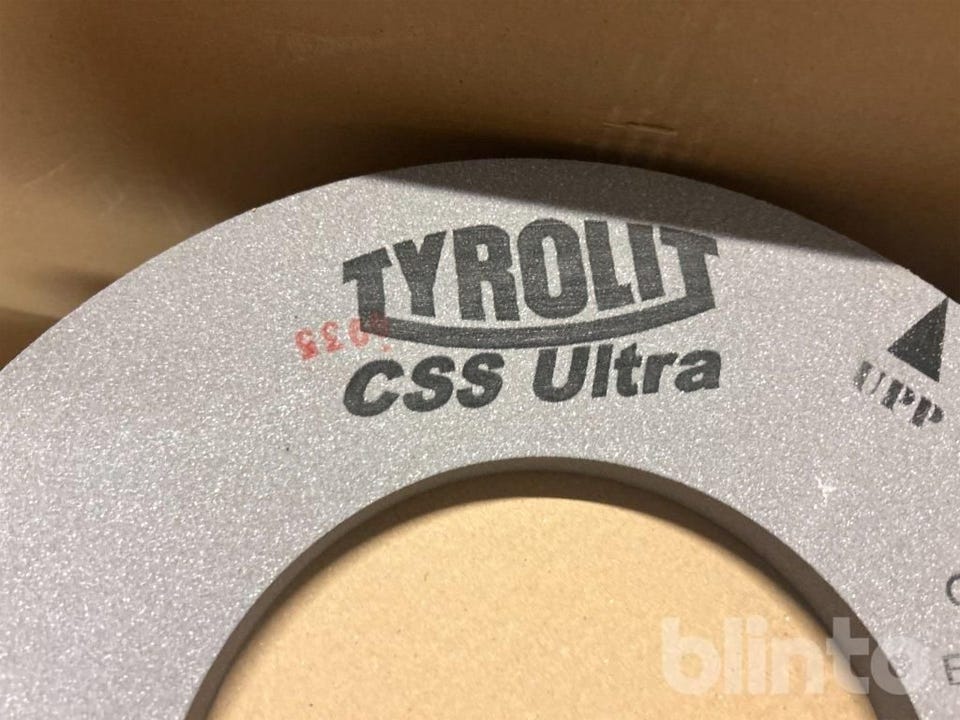 TYROLIT
CSS Ultra
UPP
blinto